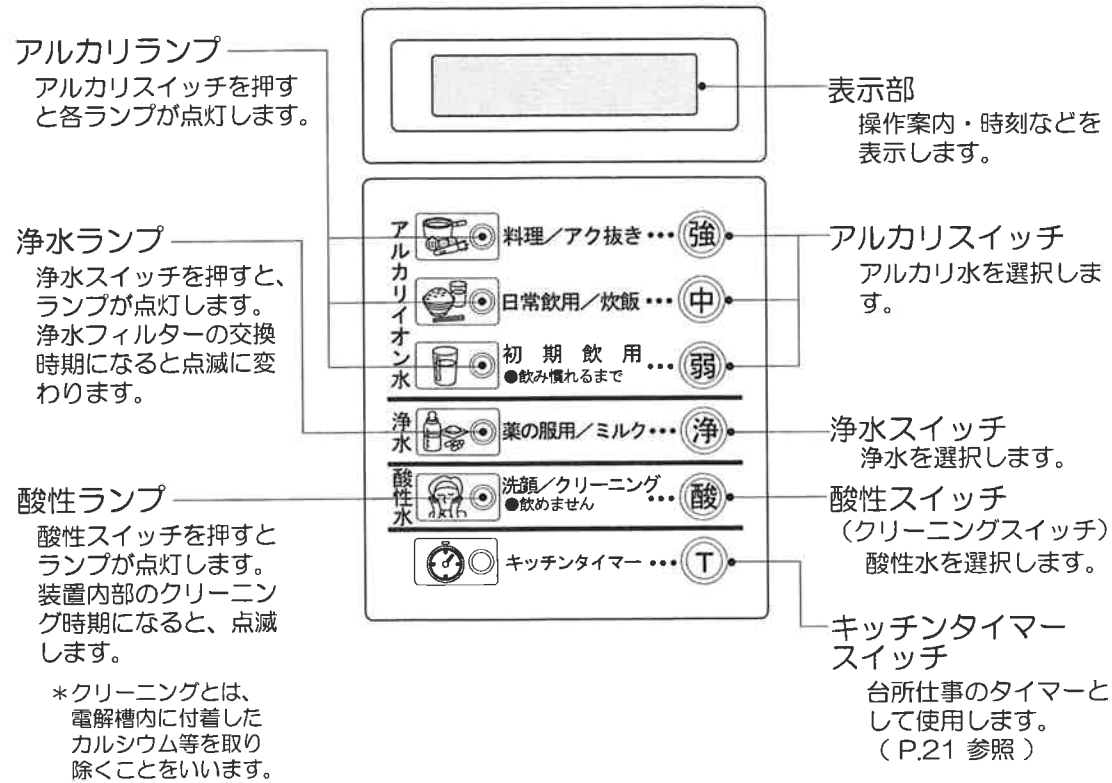 アルカリランプ
アルカリスイッチを押す
と各ランプが点灯します。
浄水ランプ
浄水スイッチを押すと、
ランプが点灯します。
浄水フィルターの交換
時期になると点滅に変
わります。
酸性ランプ
酸性スイッチを押すと
ランプが点灯します。
装置内部のクリーニン
グ時期になると、点滅
します。
*クリーニングとは、
電解槽内に付着した
カルシウム等を取り
除くことをいいます。
アルカリイオン水
料理/アク抜き・・・強
日常飲用/炊飯・・・中
初期飲用・・・弱
●飲み慣れるまで
浄水
薬の服用/ミルク・・・浄
酸性水
洗顔/クリーニング・・・酸
●飲めません
キッチンタイマー・・・T
表示部
操作案内・時刻などを
表示します。
アルカリスイッチ
アルカリ水を選択しま
す。
浄水スイッチ
浄水を選択します。
酸性スイッチ
(クリーニングスイッチ)
酸性水を選択します。
キッチンタイマー
スイッチ
台所仕事のタイマーと
して使用します。
( P.21 参照 )